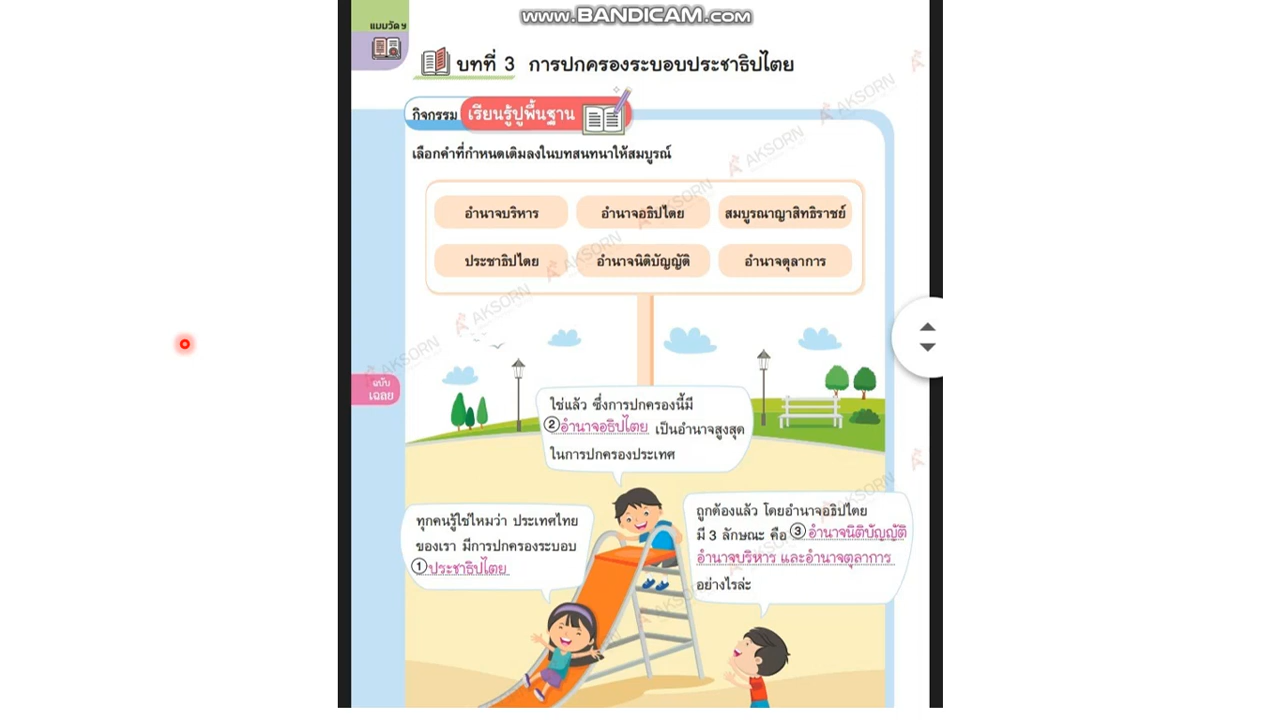 www.BANDICAM.com
แบบวัดฯ
บทที่ 3 การปกครองระบอบประชาธิปไตย
กิจกรรม เรียนรู้ปูพื้นฐาน
เลือกคำที่กำหนดเติมลงในบทสนทนาให้สมบูรณ์
อำนาจบริหาร อำนาจอธิปไตย สมบูรณาญาสิทธิราชย์
ประชาธิปไตย อำนาจนิติบัญญัติ อำนาจตุลาการ
ฉบับ
เฉลย
ใช่แล้ว ซึ่งการปกครองนี้มี
② อำนาจอธิปไตย เป็นอำนาจสูงสุด
ในการปกครองประเทศ
ทุกคนรู้ใช่ไหมว่า ประเทศไทย
ของเรา มีการปกครองระบอบ
① ประชาธิปไตย
ถูกต้องแล้ว โดยอำนาจอธิปไตย
มี 3 ลักษณะ คือ ③ อำนาจนิติบัญญัติ
อำนาจบริหาร และอำนาจตุลาการ
อย่างไรล่ะ
AKSORN
AKSORN
AKSORN
AKSORN
AKSORN
AKSORN
AKSORN
AKSORN
AKSORN